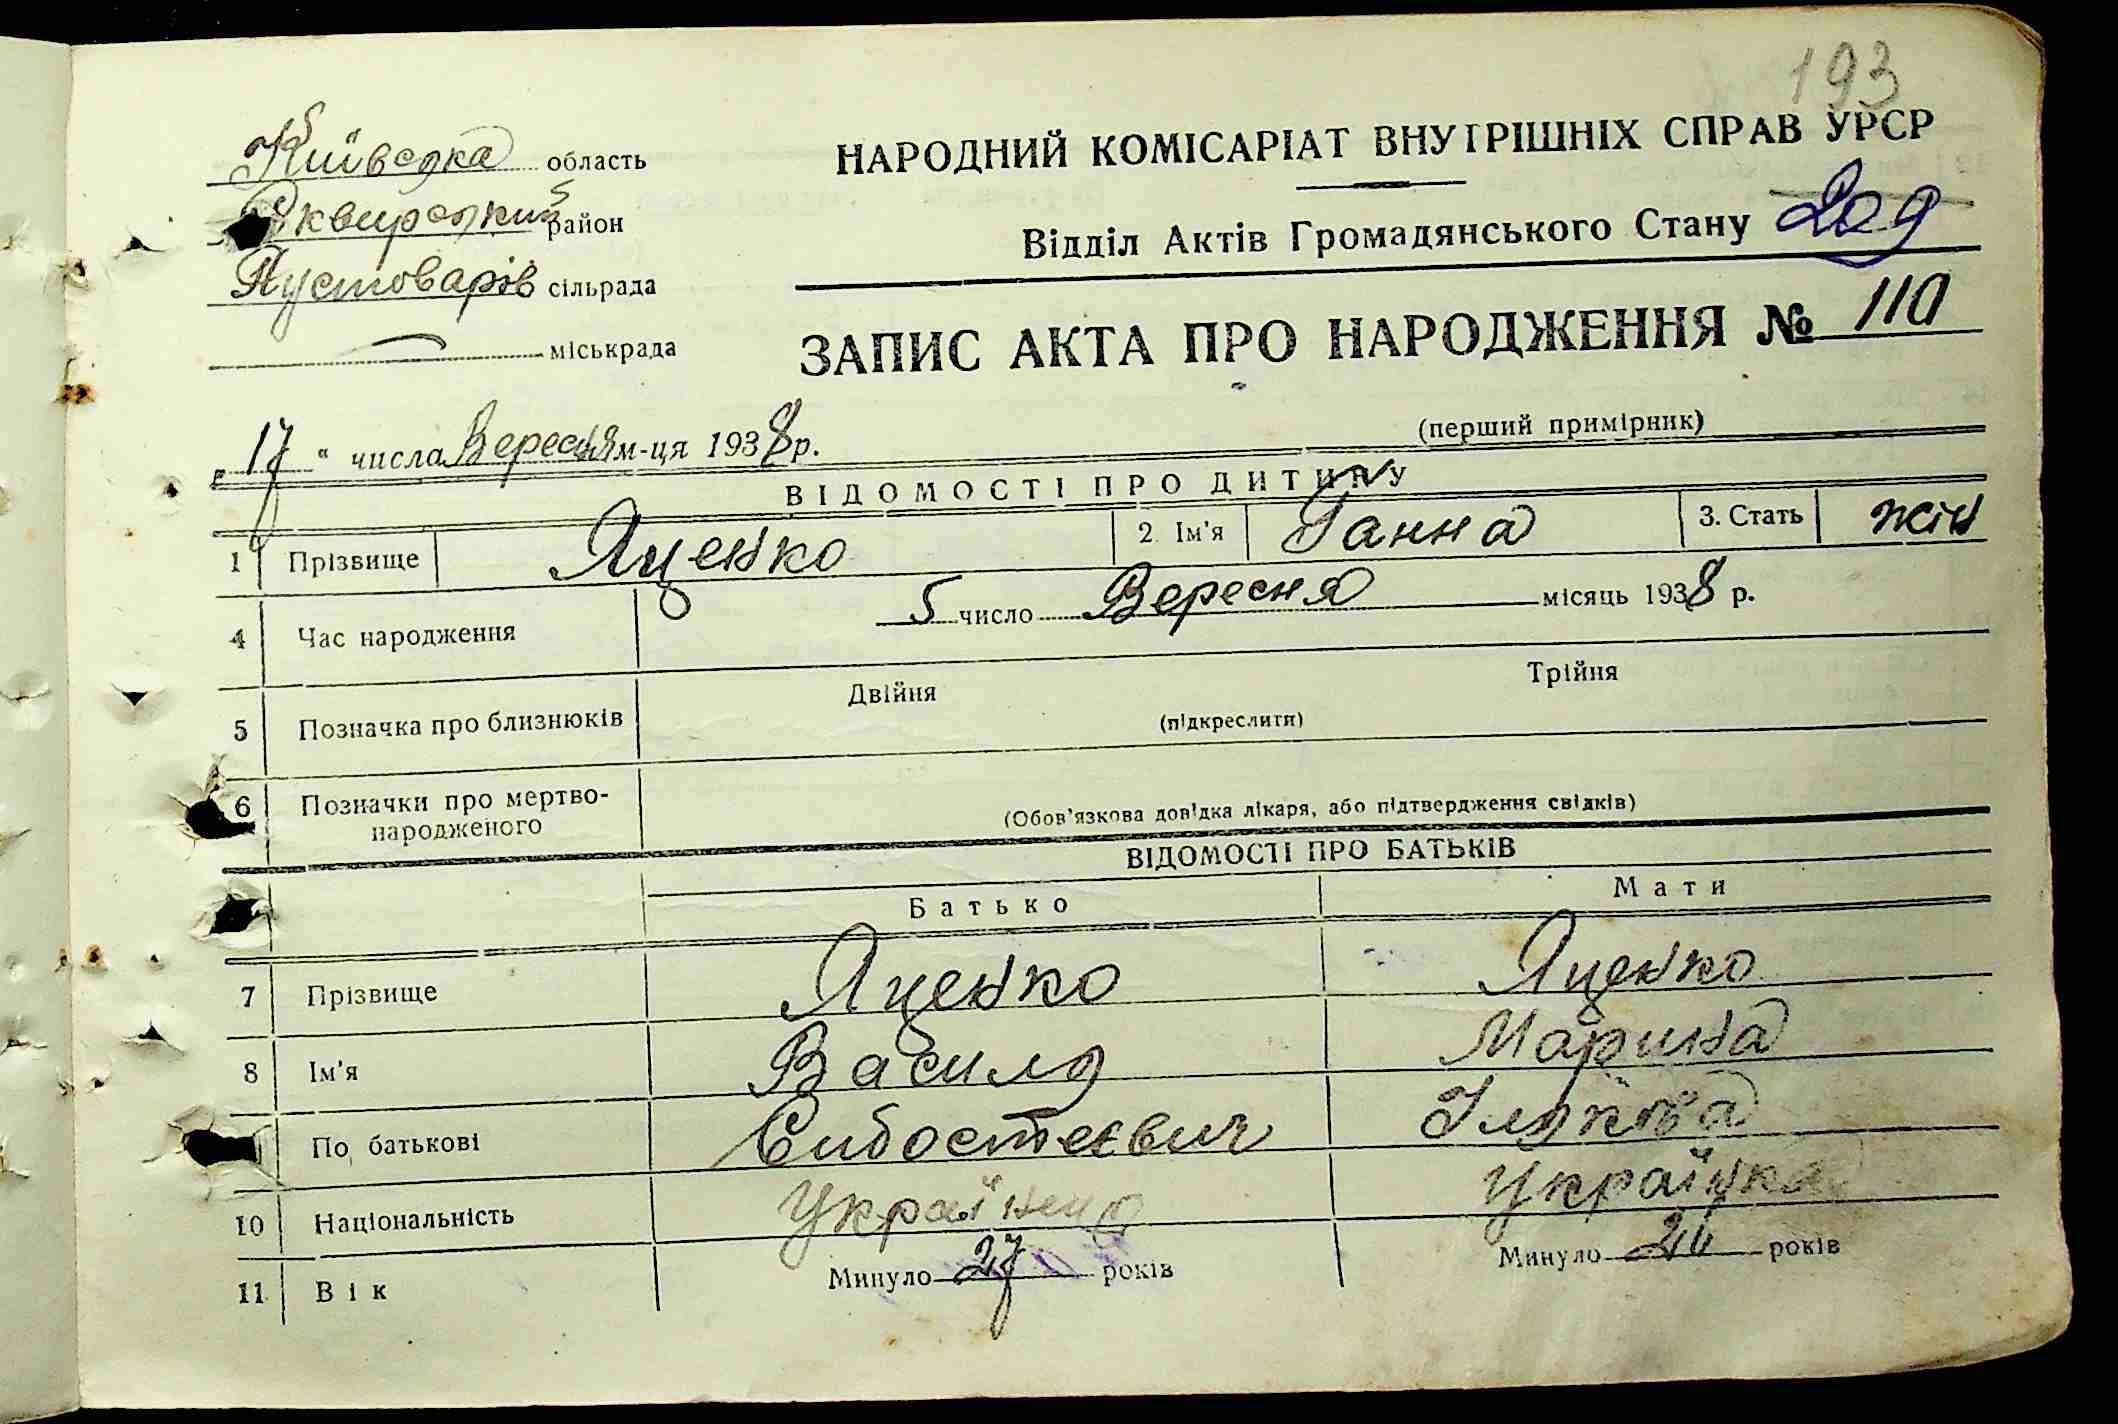 193
Київська область
НАРОДНИЙ КОМІСАРІАТ ВНУТРІШНІХ СПРАВ УРСР
Сквирський район
Відділ Актів Громадянського Стану
Пустоварів сільрада
міськрада
ЗАПИС АКТА ПРО НАРОДЖЕННЯ № 110
(перший примірник)
„17" числа Вересня м-ця 1938 р.
ВІДОМОСТІ ПРО ДИТИНУ
1 Прізвище Яценко 2. Ім'я Ганна 3. Стать жін
4 Час народження 5 число Вересня місяць 1938 р.
5 Позначка про близнюків Двійня Трійня
(підкреслити)
6 Позначки про мертво-
народженого (Обов'язкова довідка лікаря, або підтвердження свідків)
ВІДОМОСТІ ПРО БАТЬКІВ
Батько Мати
7 Прізвище Яценко Яценко
8 Ім'я Василь Марина
По батькові
10 Національність Українец Українка
11 Вік Минуло 27 років Минуло років